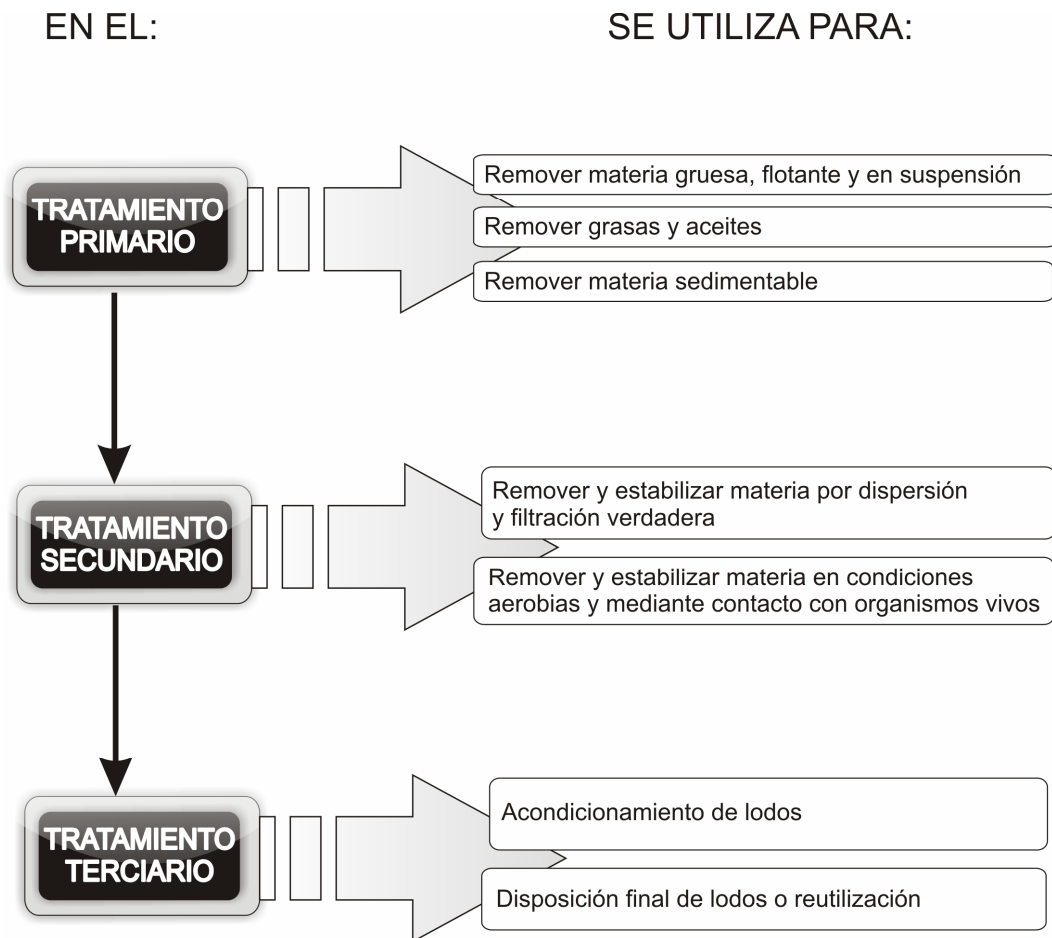 EN EL:
SE UTILIZA PARA:
TRATAMIENTO
PRIMARIO
Remover materia gruesa, flotante y en suspensión
Remover grasas y aceites
Remover materia sedimentable
TRATAMIENTO
SECUNDARIO
Remover y estabilizar materia por dispersión
y filtración verdadera
Remover y estabilizar materia en condiciones
aerobias y mediante contacto con organismos vivos
TRATAMIENTO
TERCIARIO
Acondicionamiento de lodos
Disposición final de lodos o reutilización